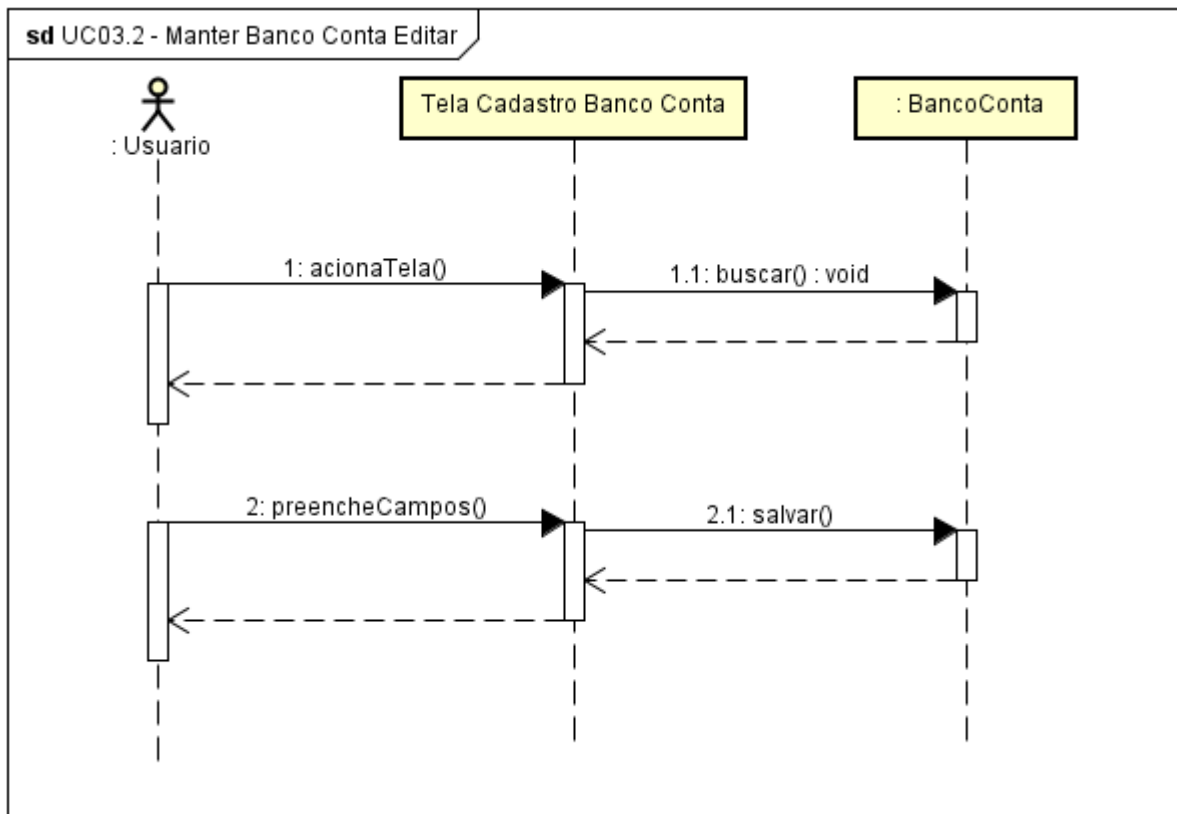 sd UC03.2 - Manter Banco Conta Editar
: Usuario
Tela Cadastro Banco Conta
: BancoConta
1: acionaTela()
1.1: buscar() : void
2: preencheCampos()
2.1: salvar()